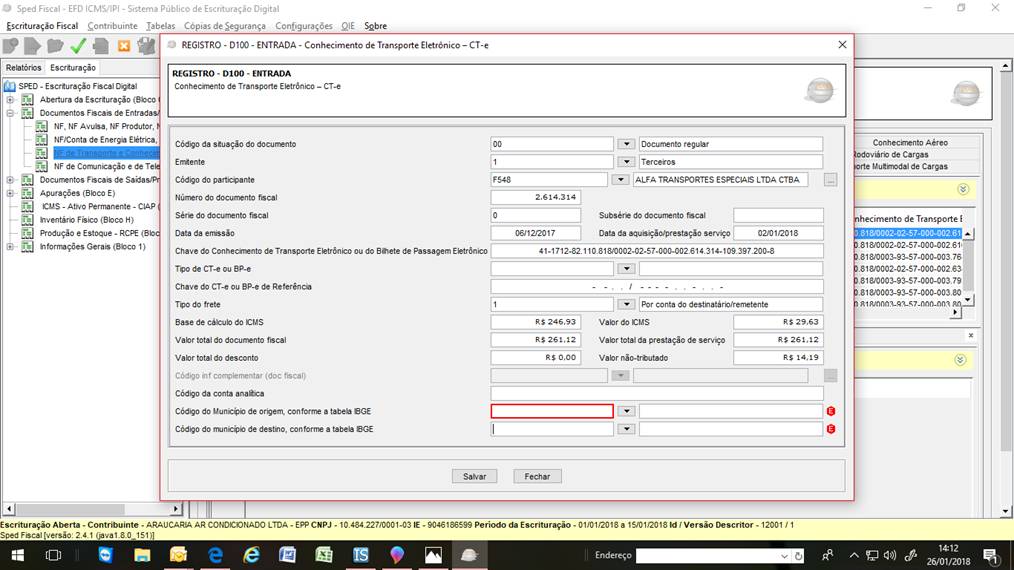 Sped Fiscal - EFD ICMS/IPI - Sistema Público de Escrituração Digital
Escrituração Fiscal Contribuinte Tabelas Cópias de Segurança Configurações OIE Sobre
REGISTRO - D100 - ENTRADA - Conhecimento de Transporte Eletrônico – CT-e
Relatórios Escrituração
REGISTRO - D100 - ENTRADA
Conhecimento de Transporte Eletrônico – CT-e
SPED - Escrituração Fiscal Digital
Abertura da Escrituração (Bloco
Documentos Fiscais de Entradas/
NF, NF Avulsa, NF Produtor,
NF/Conta de Energia Elétrica,
NF de Transporte e Conhec
NF de Comunicação e de Tele
Documentos Fiscais de Saídas/Pr
Apurações (Bloco E)
ICMS - Ativo Permanente - CIAP (
Inventário Físico (Bloco H)
Produção e Estoque - RCPE (Bloc
Informações Gerais (Bloco 1)
Código da situação do documento 00 Documento regular
Emitente 1 Terceiros
Código do participante F548 ALFA TRANSPORTES ESPECIAIS LTDA CTBA ...
Número do documento fiscal 2.614.314
Série do documento fiscal 0 Subsérie do documento fiscal
Data da emissão 06/12/2017 Data da aquisição/prestação serviço 02/01/2018
Chave do Conhecimento de Transporte Eletrônico ou do Bilhete de Passagem Eletrônico 41-1712-82.110.818/0002-02-57-000-002.614.314-109.397.200-8
Tipo de CT-e ou BP-e
Chave do CT-e ou BP-e de Referência - - . . / - - - - . . - . . -
Tipo do frete 1 Por conta do destinatário/remetente
Base de cálculo do ICMS R$ 246,93 Valor do ICMS R$ 29,63
Valor total do documento fiscal R$ 261,12 Valor total da prestação de serviço R$ 261,12
Valor total do desconto R$ 0,00 Valor não-tributado R$ 14,19
Código inf complementar (doc fiscal) ...
Código da conta analítica
Código do Município de origem, conforme a tabela IBGE E
Código do município de destino, conforme a tabela IBGE E
Salvar Fechar
Conhecimento Aéreo
Rodoviário de Cargas
orte Multimodal de Cargas
nhecimento de Transporte E
0.818/0002-02-57-000-002.61
0.818/0003-93-57-000-003.76
0.818/0002-02-57-000-002.63
0.818/0003-93-57-000-003.79
0.818/0003-93-57-000-003.80
0.818/0003-93-57-000-003.80
Escrituração Aberta - Contribuinte - ARAUCARIA AR CONDICIONADO LTDA - EPP CNPJ - 10.484.227/0001-03 IE - 9046186599 Período da Escrituração - 01/01/2018 a 15/01/2018 Id / Versão Descritor - 12001 / 1
Sped Fiscal [versão: 2.4.1 (java1.8.0_151)]
Endereço
14:12
26/01/2018
1